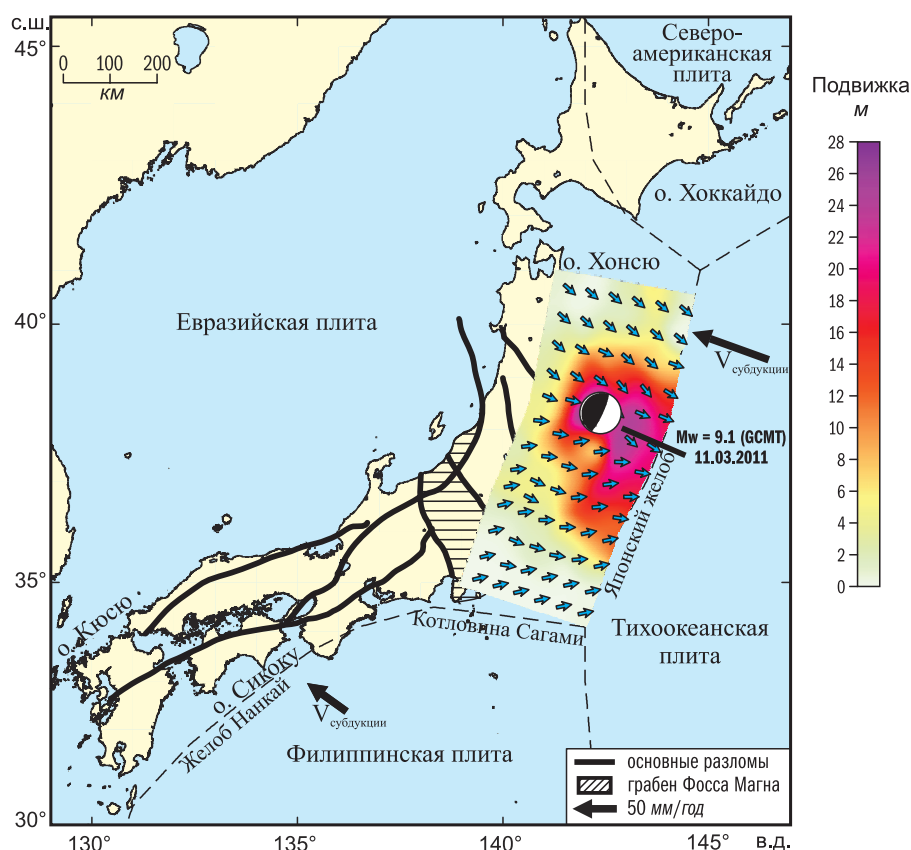 с.ш.
45°
40°
35°
30°
130°
135°
140°
145°
в.д.
0 100 200
км
Северо-
американская
плита
о. Хоккайдо
о. Хонсю
Евразийская плита
Vсубдукции
Mw = 9.1 (GCMT)
11.03.2011
Японский желоб
Тихоокеанская
плита
Котловина Сагами
о. Кюсю
о. Сикоку
Желоб Нанкай
Vсубдукции
Филиппинская плита
основные разломы
грабен Фосса Магна
50 мм/год
Подвижка
м
28
26
24
22
20
18
16
14
12
10
8
6
4
2
0